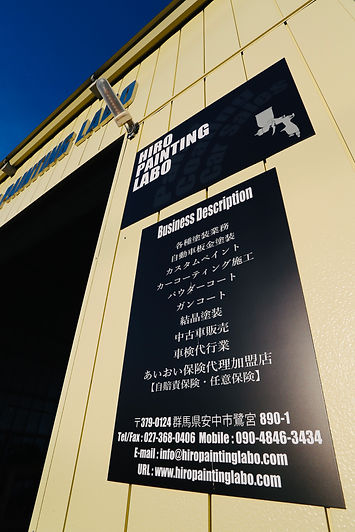 PAINTING LABO
HIRO
PAINTING
LABO
Business Description
各種塗装業務
自動車板金塗装
カスタムペイント
カーコーティング施工
パウダーコート
ガンコート
結晶塗装
中古車販売
車検代行業
あいおい保険代理加盟店
【自賠責保険・任意保険】
〒379-0124 群馬県安中市鷺宮 890-1
Tel/Fax : 027-368-0406 Mobile : 090-4846-3434
E-mail : info@hiropaintinglabo.com
URL : www.hiropaintinglabo.com